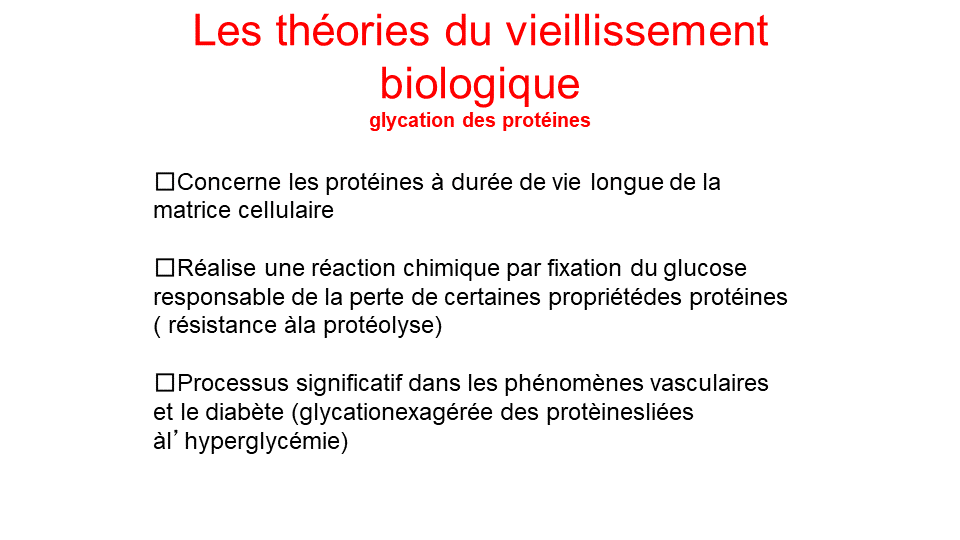 Les théories du vieillissement
biologique
glycation des protéines
□Concerne les protéines à durée de vie longue de la
matrice cellulaire
□Réalise une réaction chimique par fixation du glucose
responsable de la perte de certaines propriétédes protéines
( résistance àla protéolyse)
□Processus significatif dans les phénomènes vasculaires
et le diabète (glycationexagérée des protèinesliées
àl’ hyperglycémie)